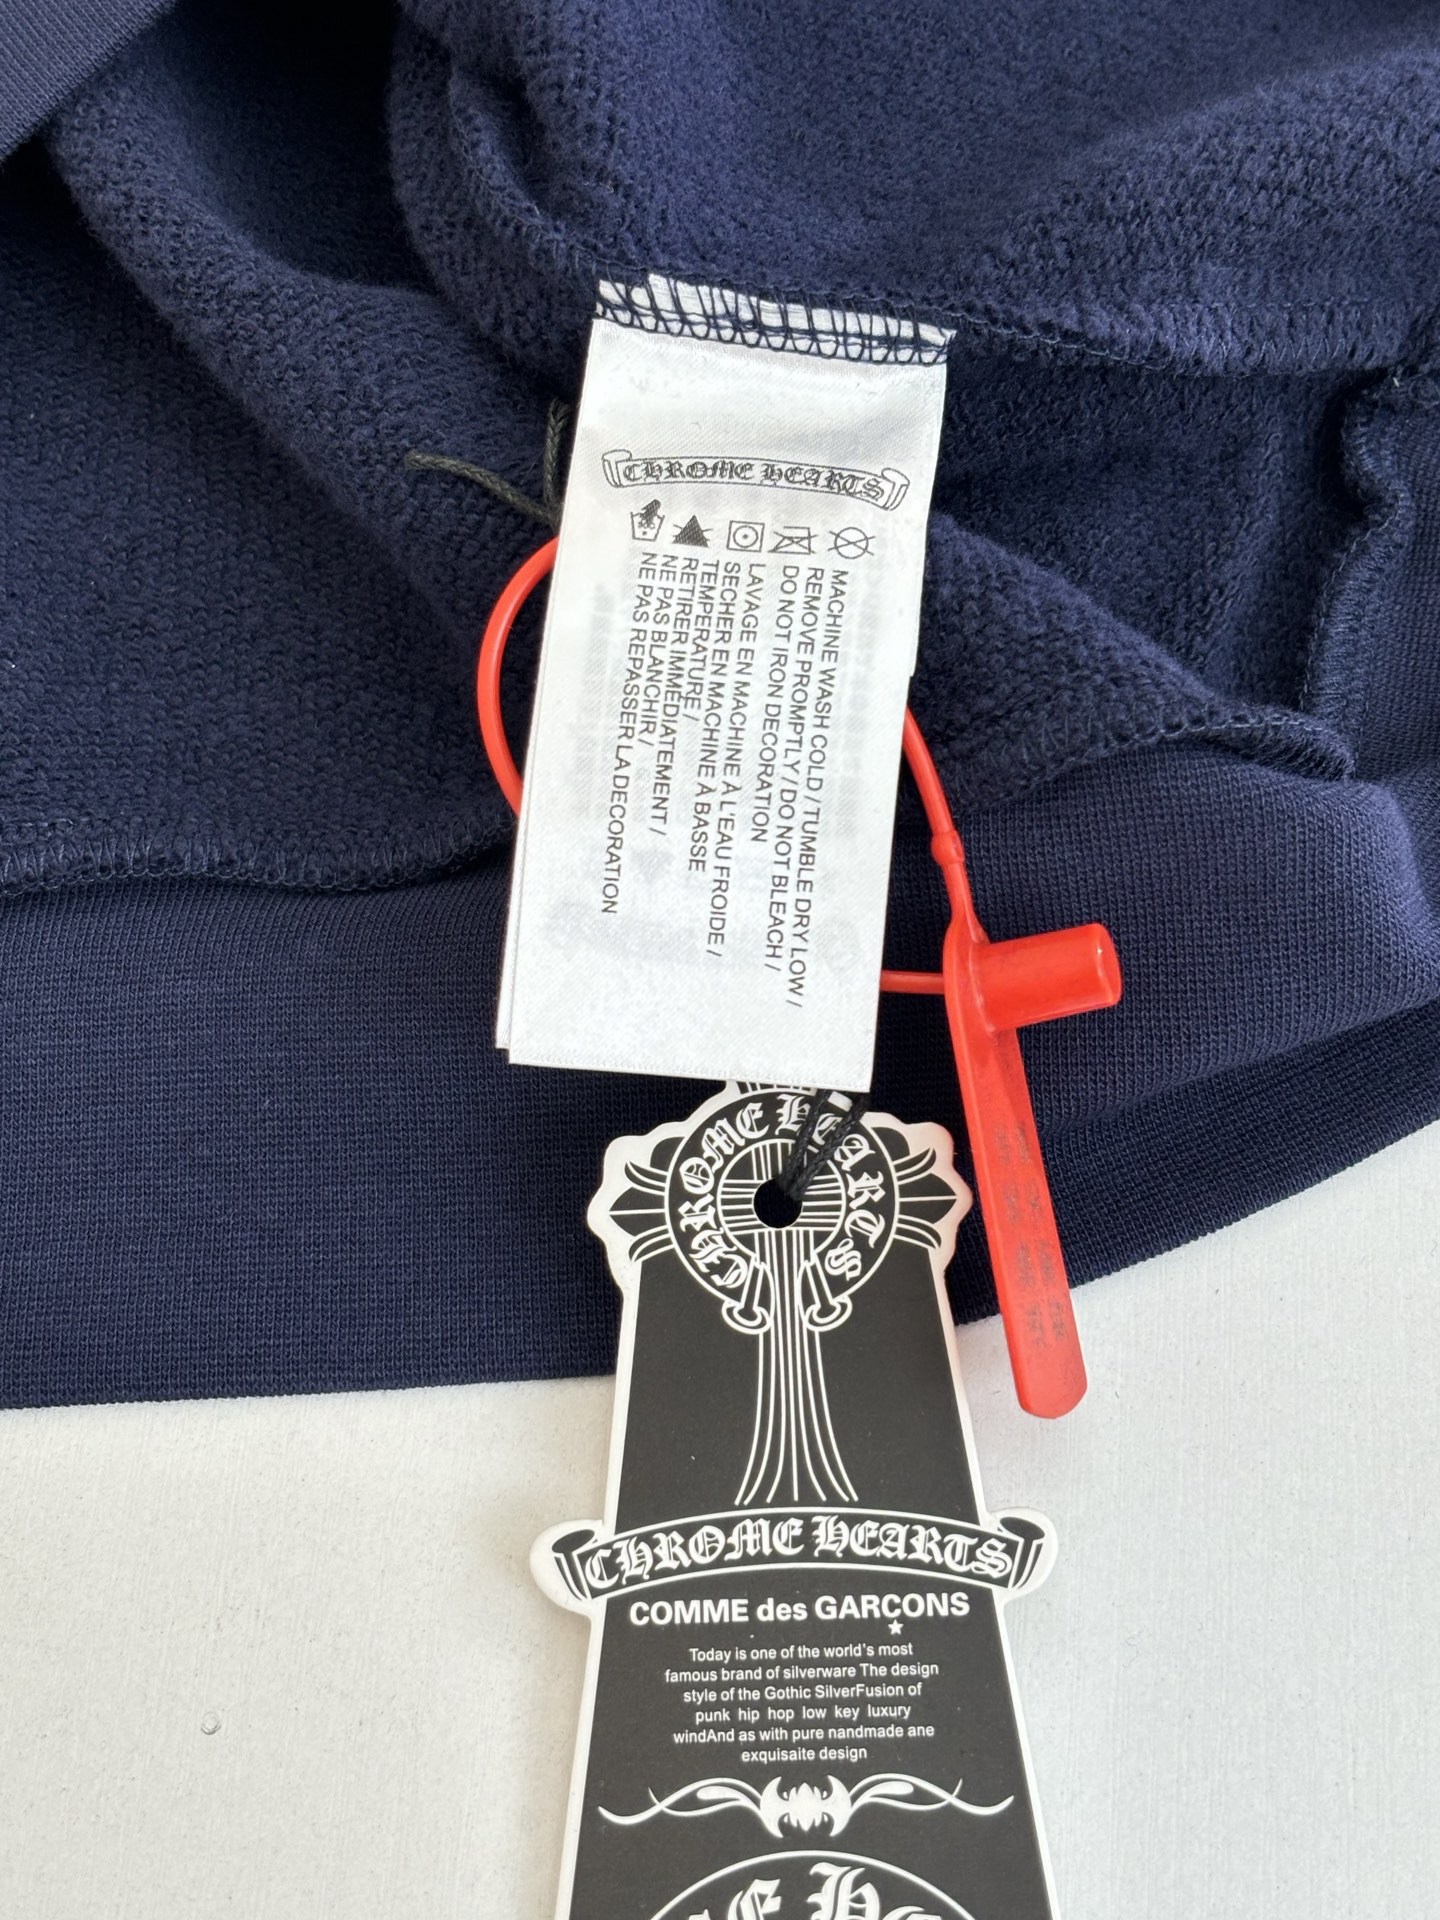 CHROME HEARTS
MACHINE WASH COLD / TUMBLE DRY LOW /
REMOVE PROMPTLY / DO NOT BLEACH /
DO NOT IRON DECORATION
LAVAGE EN MACHINE À L'EAU FROIDE /
SECHER EN MACHINE À BASSE
TEMPERATURE /
RETIRER IMMÉDIATEMENT /
NE PAS BLANCHIR /
NE PAS REPASSER LA DECORATION
CHROME HEARTS
CHROME HEARTS
COMME des GARÇONS
Today is one of the world's most
famous brand of silverware The design
style of the Gothic SilverFusion of
punk hip hop low key luxury
windAnd as with pure nandmade ane
exquisaite design